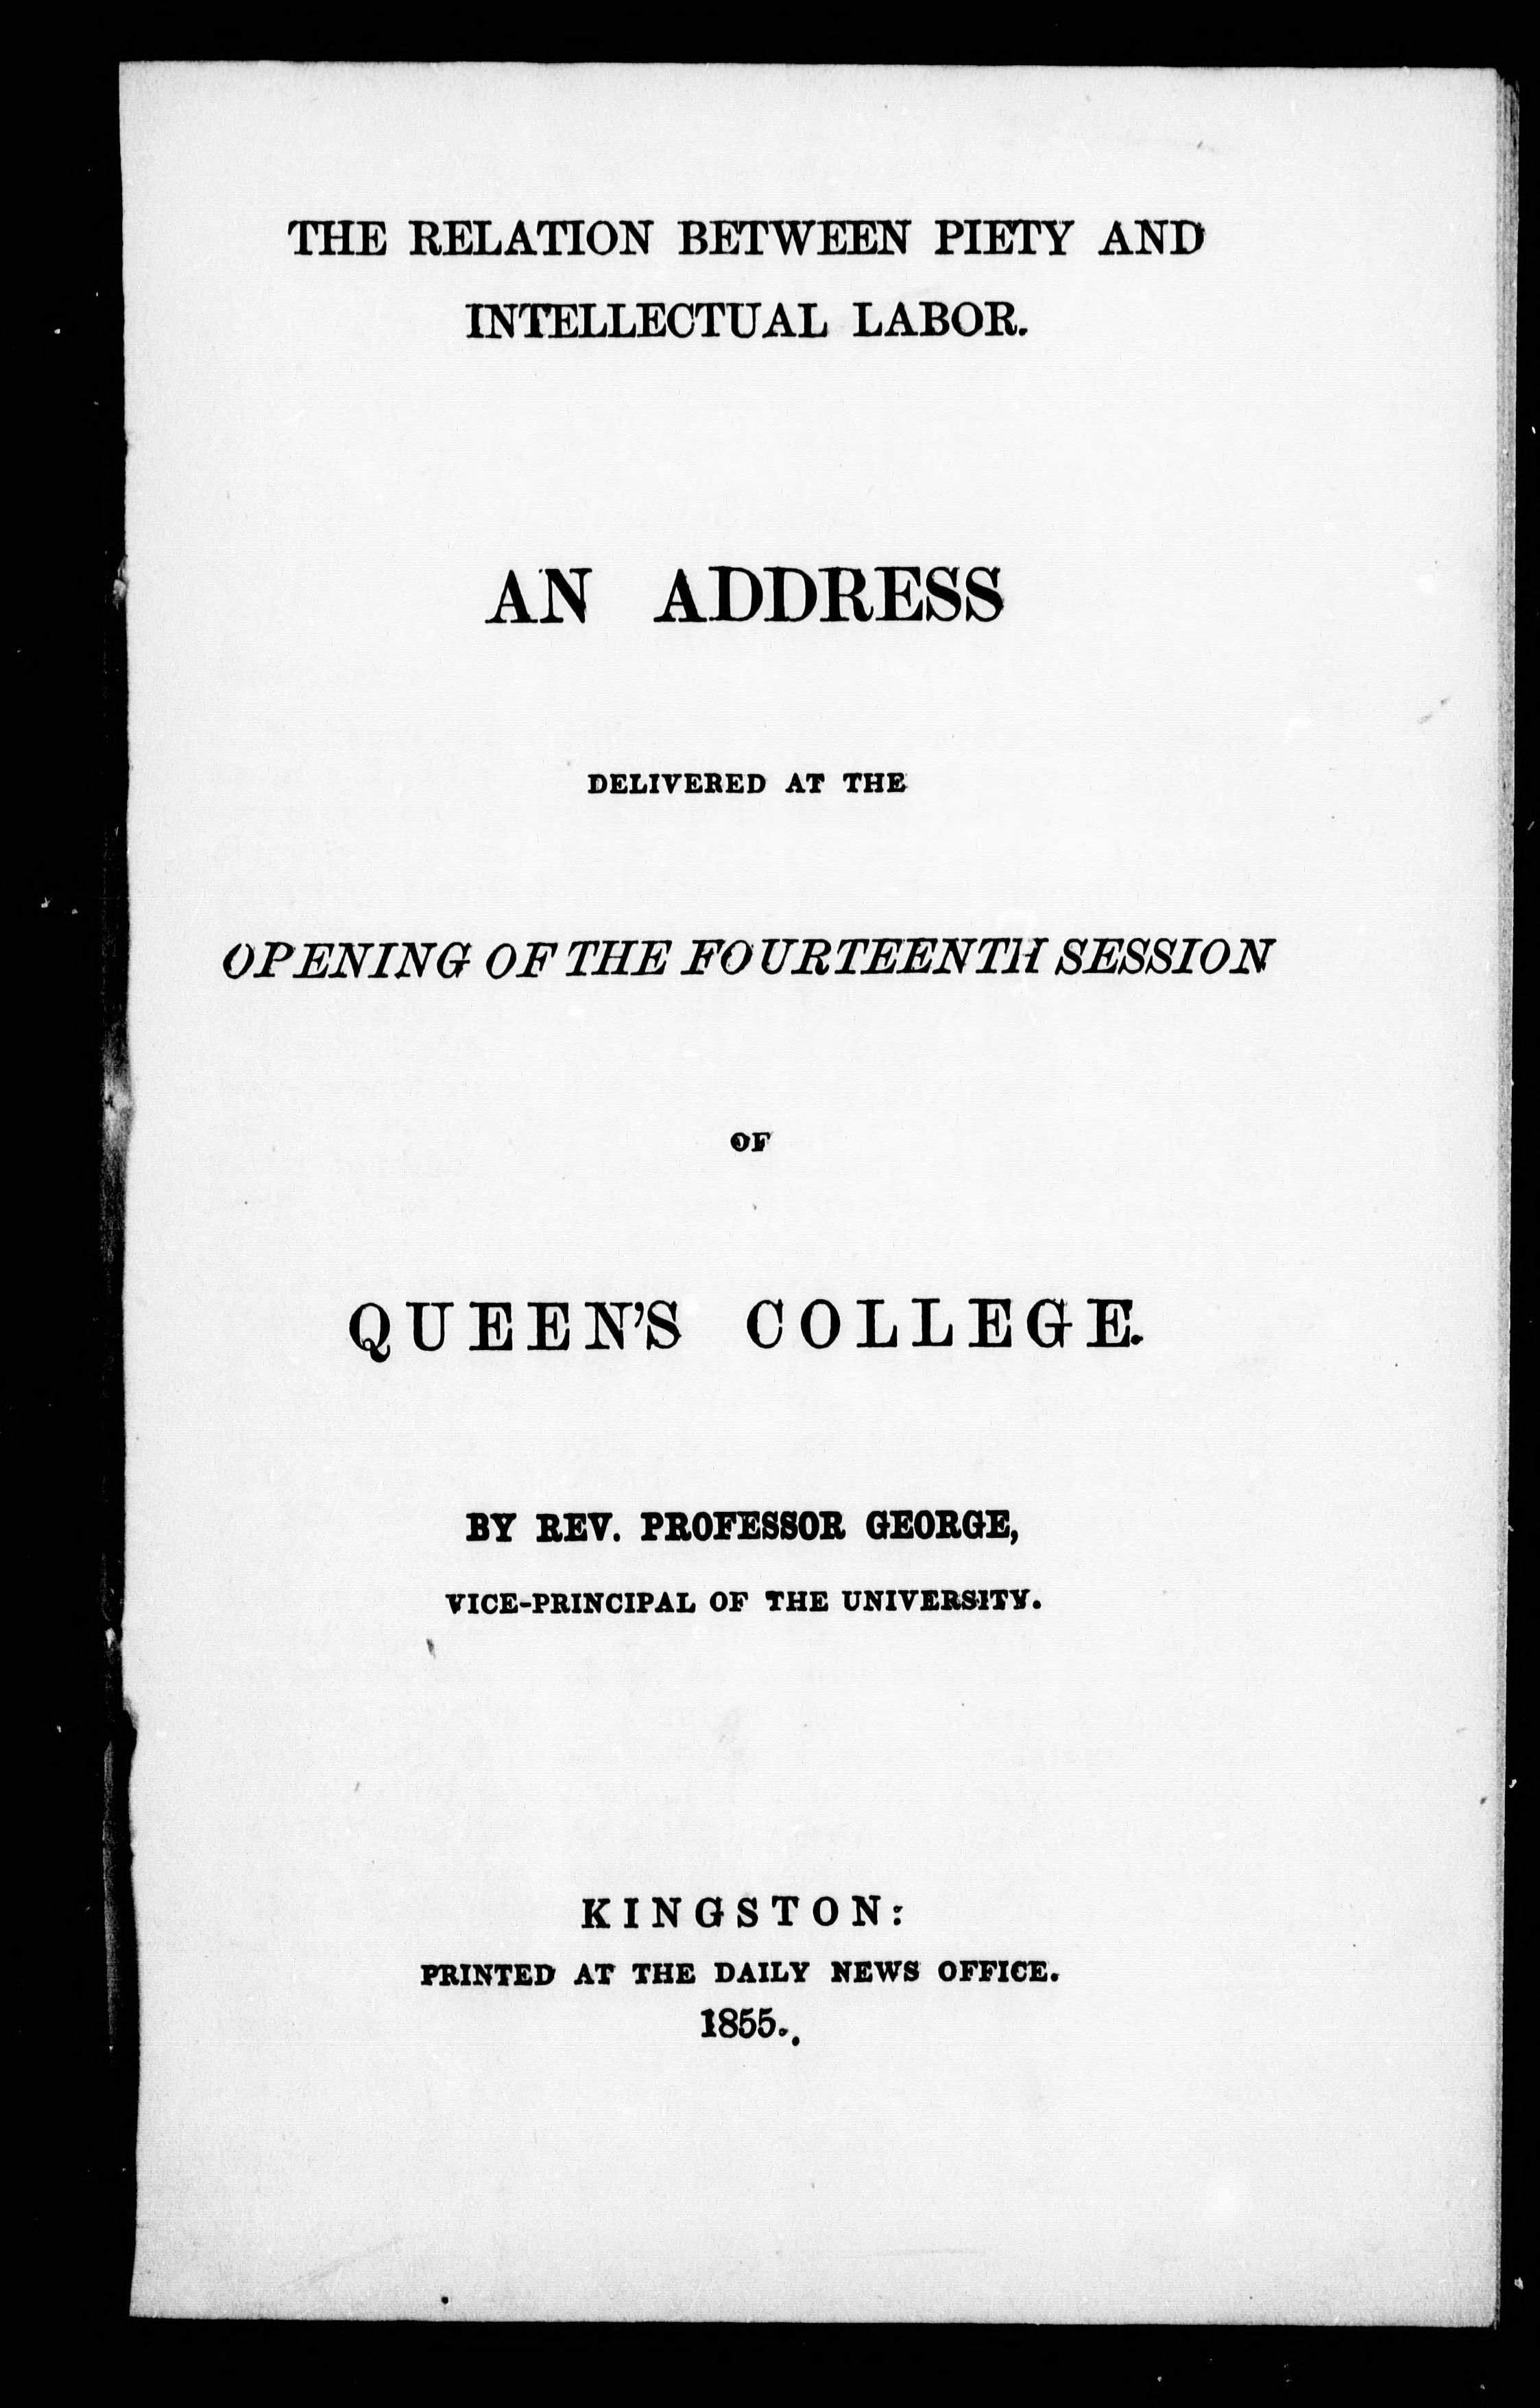 THE RELATION BETWEEN PIETY AND
INTELLECTUAL LABOR.
AN ADDRESS
DELIVERED AT THE
OPENING OF THE FOURTEENTH SESSION
OF
QUEEN'S COLLEGE.
BY REV. PROFESSOR GEORGE,
VICE-PRINCIPAL OF THE UNIVERSITY.
KINGSTON:
PRINTED AT THE DAILY NEWS OFFICE.
1855.